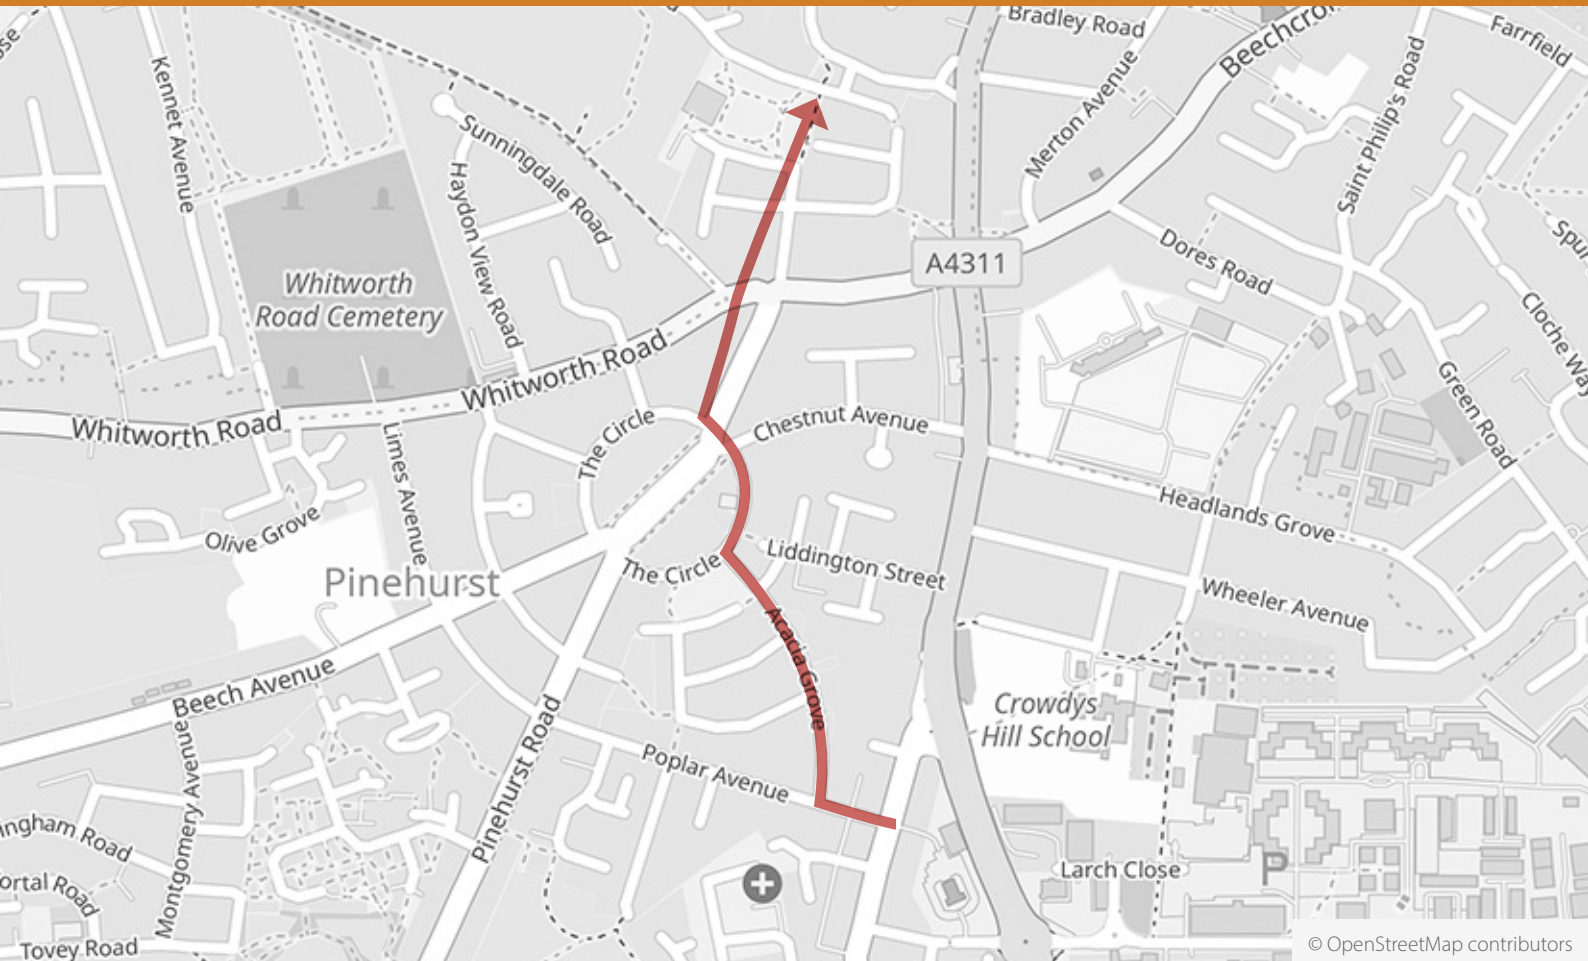 Bradley Road
Beechcro
Farrfield
Kennet Avenue
Merton Avenue
Saint Philip's Road
Sunningdale Road
Haydon View Road
A4311
Dores Road
Spur
Whitworth
Road Cemetery
Cloche Way
Whitworth Road
Whitworth Road
Green Road
The Circle
Chestnut Avenue
Limes Avenue
Headlands Grove
Olive Grove
Liddington Street
The Circle
Pinehurst
Wheeler Avenue
Acacia Grove
Beech Avenue
Crowdys
Hill School
Pinehurst Road
Poplar Avenue
Montgomery Avenue
ingham Road
Larch Close
P
ortal Road
Tovey Road
© OpenStreetMap contributors